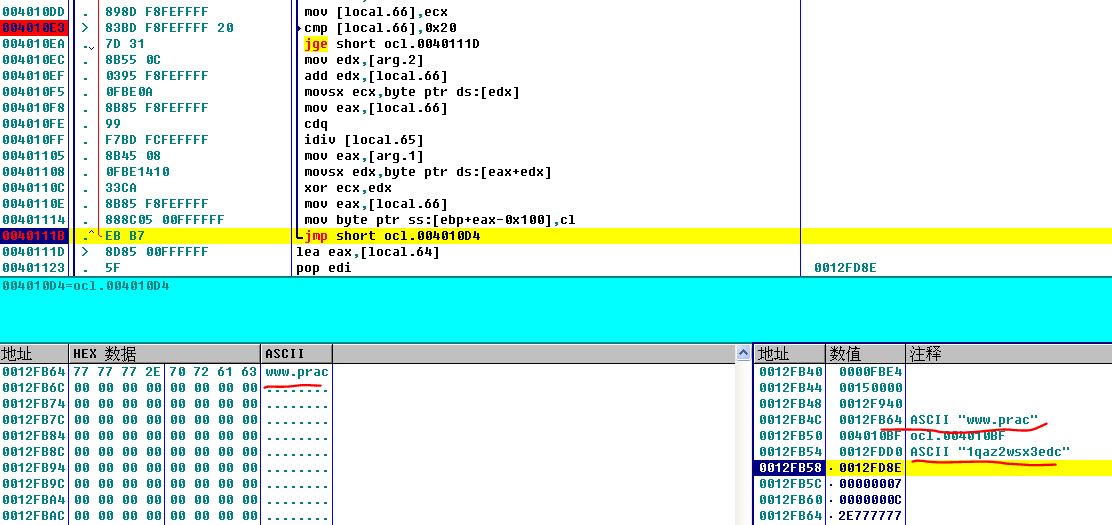 004010DD . 898D F8FEFFFF mov [local.66],ecx
004010E3 > 83BD F8FEFFFF 20 cmp [local.66],0x20
004010EA . 7D 31 jge short ocl.0040111D
004010EC . 8B55 0C mov edx,[arg.2]
004010EF . 0395 F8FEFFFF add edx,[local.66]
004010F5 . 0FBE0A movsx ecx,byte ptr ds:[edx]
004010F8 . 8B85 F8FEFFFF mov eax,[local.66]
004010FE . 99 cdq
004010FF . F7BD FCFEFFFF idiv [local.65]
00401105 . 8B45 08 mov eax,[arg.1]
00401108 . 0FBE1410 movsx edx,byte ptr ds:[eax+edx]
0040110C . 33CA xor ecx,edx
0040110E . 8B85 F8FEFFFF mov eax,[local.66]
00401114 . 888C05 00FFFFFF mov byte ptr ss:[ebp+eax-0x100],cl
0040111B .^ EB B7 jmp short ocl.004010D4
0040111D > 8D85 00FFFFFF lea eax,[local.64]
00401123 . 5F pop edi 0012FD8E
004010D4=ocl.004010D4
地址 HEX 数据 ASCII
0012FB64 77 77 77 2E 70 72 61 63 www.prac
0012FB6C 00 00 00 00 00 00 00 00 ........
0012FB74 00 00 00 00 00 00 00 00 ........
0012FB7C 00 00 00 00 00 00 00 00 ........
0012FB84 00 00 00 00 00 00 00 00 ........
0012FB8C 00 00 00 00 00 00 00 00 ........
0012FB94 00 00 00 00 00 00 00 00 ........
0012FB9C 00 00 00 00 00 00 00 00 ........
0012FBA4 00 00 00 00 00 00 00 00 ........
0012FBAC 00 00 00 00 00 00 00 00 ........
地址 数值 注释
0012FB40 0000FBE4
0012FB44 00150000
0012FB48 0012F940
0012FB4C 0012FB64 ASCII "www.prac"
0012FB50 004010BF ocl.004010BF
0012FB54 0012FDD0 ASCII "1qaz2wsx3edc"
0012FB58 0012FD8E
0012FB5C 00000007
0012FB60 0000000C
0012FB64 2E777777